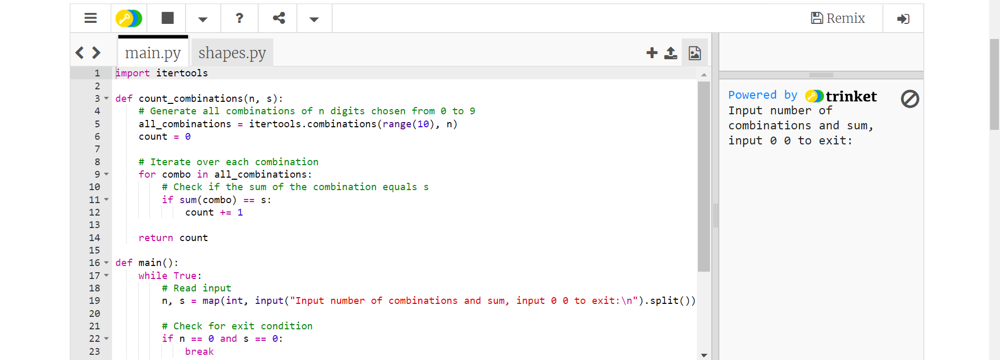 Remix
main.py shapes.py
1 import itertools
2
3 def count_combinations(n, s):
4     # Generate all combinations of n digits chosen from 0 to 9
5     all_combinations = itertools.combinations(range(10), n)
6     count = 0
7
8     # Iterate over each combination
9     for combo in all_combinations:
10         # Check if the sum of the combination equals s
11         if sum(combo) == s:
12             count += 1
13
14     return count
15
16 def main():
17     while True:
18         # Read input
19         n, s = map(int, input("Input number of combinations and sum, input 0 0 to exit:\n").split())
20
21         # Check for exit condition
22         if n == 0 and s == 0:
23             break
Powered by trinket
Input number of
combinations and sum,
input 0 0 to exit: